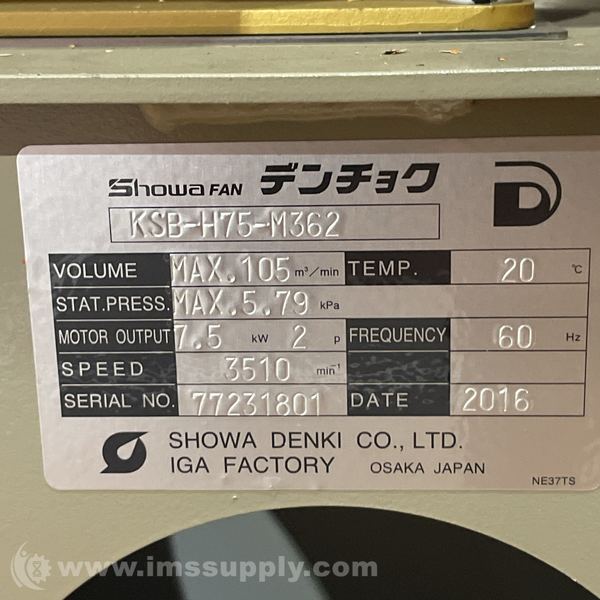 Showa FAN デンチョク
KSB-H75-M362
VOLUME MAX.105 m³/min TEMP. 20 ℃
STAT.PRESS. MAX.5.79 kPa
MOTOR OUTPUT 7.5 kW 2 p FREQUENCY 60 Hz
SPEED 3510 min⁻¹
SERIAL NO. 77231801 DATE 2016
SHOWA DENKI CO., LTD.
IGA FACTORY OSAKA JAPAN
NE37TS
www.imssupply.com